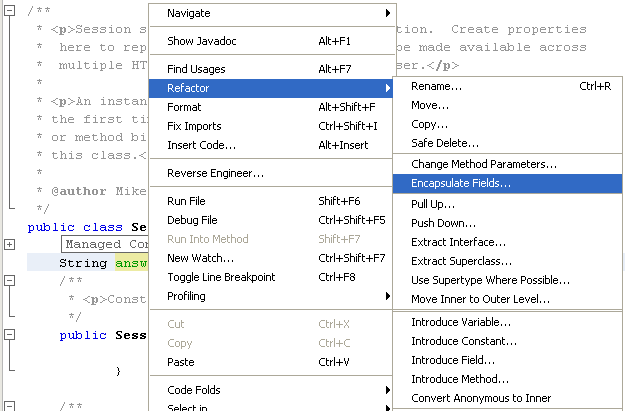 /**
* <p>Session s
tion.  Create properties
here to rep
be made available across
multiple HT
ser.</p>
*
* <p>An instan
the first ti
or method bi
this class.<
*
* @author Mike
*/
public class Se
Managed Con
String answ
/**
* <p>Const
*/
public Sess
}
/**
Navigate
Show Javadoc Alt+F1
Find Usages Alt+F7
Refactor
Format Alt+Shift+F
Fix Imports Ctrl+Shift+I
Insert Code... Alt+Insert
Reverse Engineer...
Run File Shift+F6
Debug File Ctrl+Shift+F5
Run Into Method Shift+F7
New Watch... Ctrl+Shift+F7
Toggle Line Breakpoint Ctrl+F8
Profiling
Cut Ctrl+X
Copy Ctrl+C
Paste Ctrl+V
Code Folds
Select in
Rename... Ctrl+R
Move...
Copy...
Safe Delete...
Change Method Parameters...
Encapsulate Fields...
Pull Up...
Push Down...
Extract Interface...
Extract Superclass...
Use Supertype Where Possible...
Move Inner to Outer Level...
Introduce Variable...
Introduce Constant...
Introduce Field...
Introduce Method...
Convert Anonymous to Inner